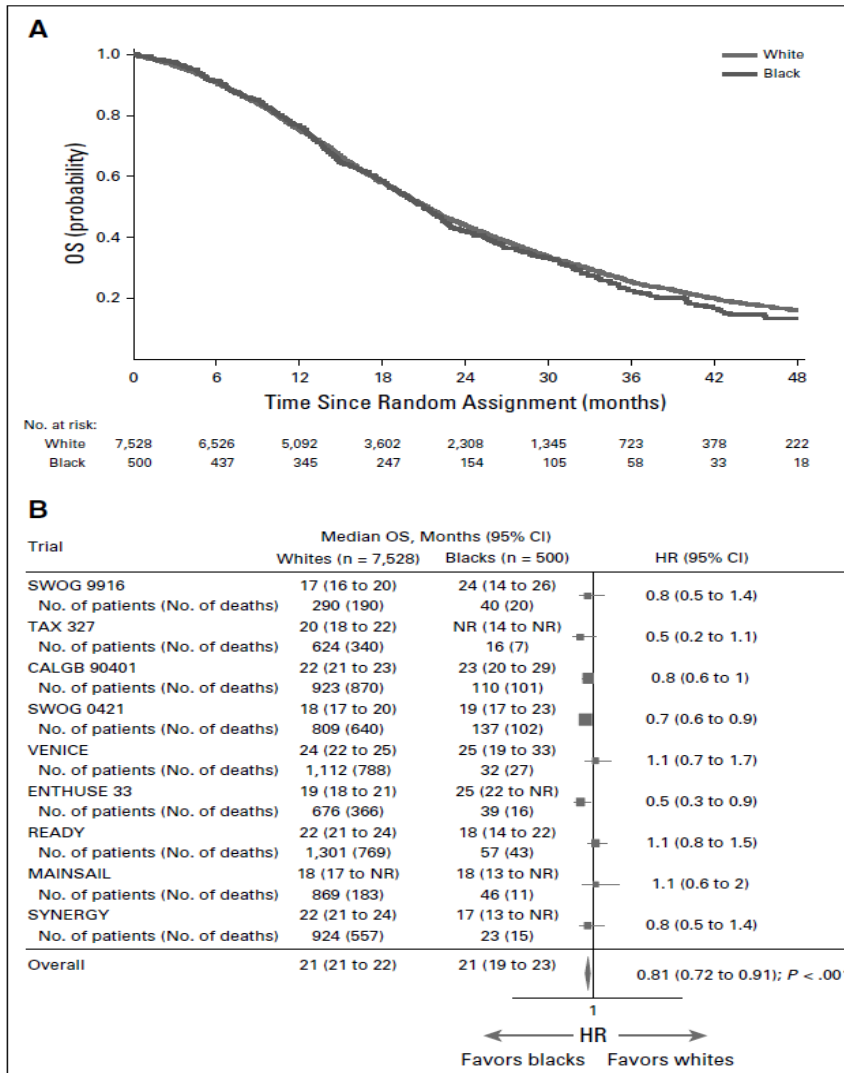 A
1.0
0.8
0.6
0.4
0.2
OS (probability)
White
Black
0 6 12 18 24 30 36 42 48
Time Since Random Assignment (months)
No. at risk:
White 7,528 6,526 5,092 3,602 2,308 1,345 723 378 222
Black 500 437 345 247 154 105 58 33 18
B
Median OS, Months (95% CI)
Trial Whites (n = 7,528) Blacks (n = 500) HR (95% CI)
SWOG 9916 17 (16 to 20) 24 (14 to 26)
No. of patients (No. of deaths) 290 (190) 40 (20) 0.8 (0.5 to 1.4)
TAX 327 20 (18 to 22) NR (14 to NR)
No. of patients (No. of deaths) 624 (340) 16 (7) 0.5 (0.2 to 1.1)
CALGB 90401 22 (21 to 23) 23 (20 to 29)
No. of patients (No. of deaths) 923 (870) 110 (101) 0.8 (0.6 to 1)
SWOG 0421 18 (17 to 20) 19 (17 to 23)
No. of patients (No. of deaths) 809 (640) 137 (102) 0.7 (0.6 to 0.9)
VENICE 24 (22 to 25) 25 (19 to 33)
No. of patients (No. of deaths) 1,112 (788) 32 (27) 1.1 (0.7 to 1.7)
ENTHUSE 33 19 (18 to 21) 25 (22 to NR)
No. of patients (No. of deaths) 676 (366) 39 (16) 0.5 (0.3 to 0.9)
READY 22 (21 to 24) 18 (14 to 22)
No. of patients (No. of deaths) 1,301 (769) 57 (43) 1.1 (0.8 to 1.5)
MAINSAIL 18 (17 to NR) 18 (13 to NR)
No. of patients (No. of deaths) 869 (183) 46 (11) 1.1 (0.6 to 2)
SYNERGY 22 (21 to 24) 17 (13 to NR)
No. of patients (No. of deaths) 924 (557) 23 (15) 0.8 (0.5 to 1.4)
Overall 21 (21 to 22) 21 (19 to 23) 0.81 (0.72 to 0.91); P < .001
1
HR
Favors blacks Favors whites